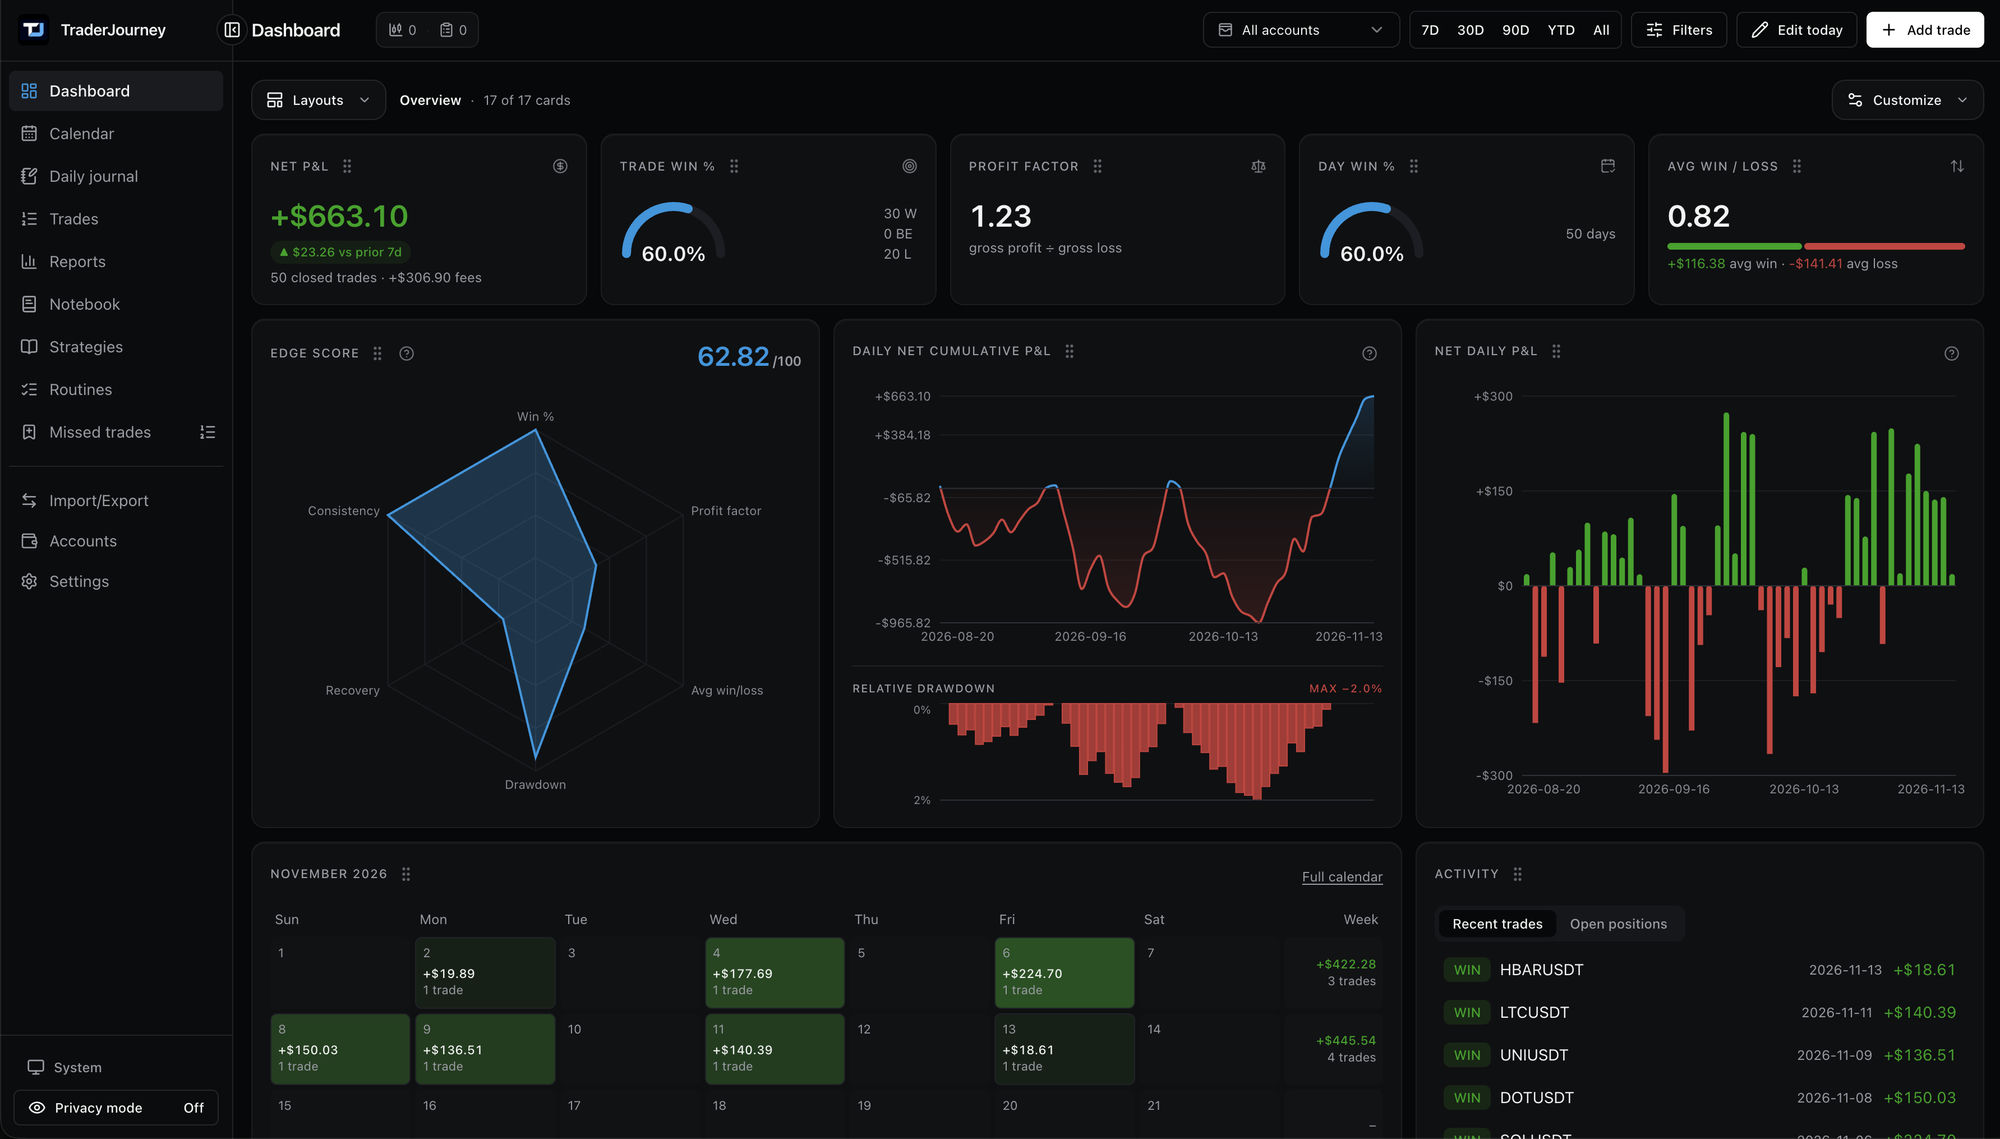 TraderJourney
Dashboard
0 0
All accounts
7D 30D 90D YTD All
Filters
Edit today
Add trade
Dashboard
Calendar
Daily journal
Trades
Reports
Notebook
Strategies
Routines
Missed trades
Import/Export
Accounts
Settings
System
Privacy mode Off
Layouts
Overview · 17 of 17 cards
Customize
NET P&L
+$663.10
▲ $23.26 vs prior 7d
50 closed trades · +$306.90 fees
TRADE WIN %
60.0%
30 W
0 BE
20 L
PROFIT FACTOR
1.23
gross profit ÷ gross loss
DAY WIN %
60.0%
50 days
AVG WIN / LOSS
0.82
+$116.38 avg win · -$141.41 avg loss
EDGE SCORE
62.82 /100
Win %
Consistency
Profit factor
Recovery
Avg win/loss
Drawdown
DAILY NET CUMULATIVE P&L
+$663.10
+$384.18
-$65.82
-$515.82
-$965.82
2026-08-20 2026-09-16 2026-10-13 2026-11-13
RELATIVE DRAWDOWN MAX −2.0%
0%
2%
NET DAILY P&L
+$300
+$150
$0
-$150
-$300
2026-08-20 2026-09-16 2026-10-13 2026-11-13
NOVEMBER 2026
Full calendar
Sun Mon Tue Wed Thu Fri Sat Week
1 2 3 4 5 6 7
+$19.89 +$177.69 +$224.70 +$422.28
1 trade 1 trade 1 trade 3 trades
8 9 10 11 12 13 14
+$150.03 +$136.51 +$140.39 +$18.61 +$445.54
1 trade 1 trade 1 trade 1 trade 4 trades
15 16 17 18 19 20 21
–
ACTIVITY
Recent trades Open positions
WIN HBARUSDT 2026-11-13 +$18.61
WIN LTCUSDT 2026-11-11 +$140.39
WIN UNIUSDT 2026-11-09 +$136.51
WIN DOTUSDT 2026-11-08 +$150.03
WIN SOLUSDT 2026-11-06 +$224.70